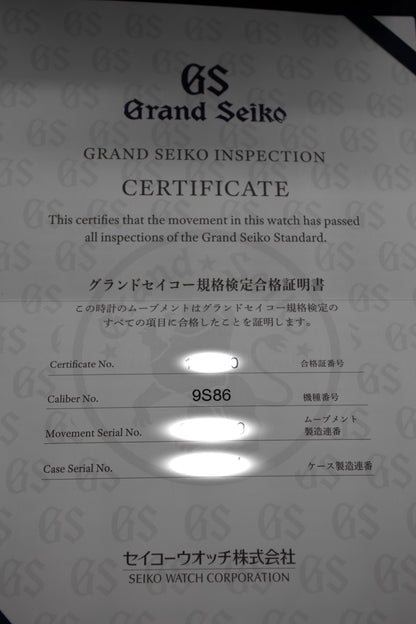 GS
Grand Seiko
GRAND SEIKO INSPECTION
CERTIFICATE
This certifies that the movement in this watch has passed
all inspections of the Grand Seiko Standard.
グランドセイコー規格検定合格証明書
この時計のムーブメントはグランドセイコー規格検定の
すべての項目に合格したことを証明します。
Certificate No. 合格証番号
Caliber No. 9S86 機種番号
Movement Serial No. ムーブメント
製造連番
Case Serial No. ケース製造連番
セイコーウオッチ株式会社
SEIKO WATCH CORPORATION